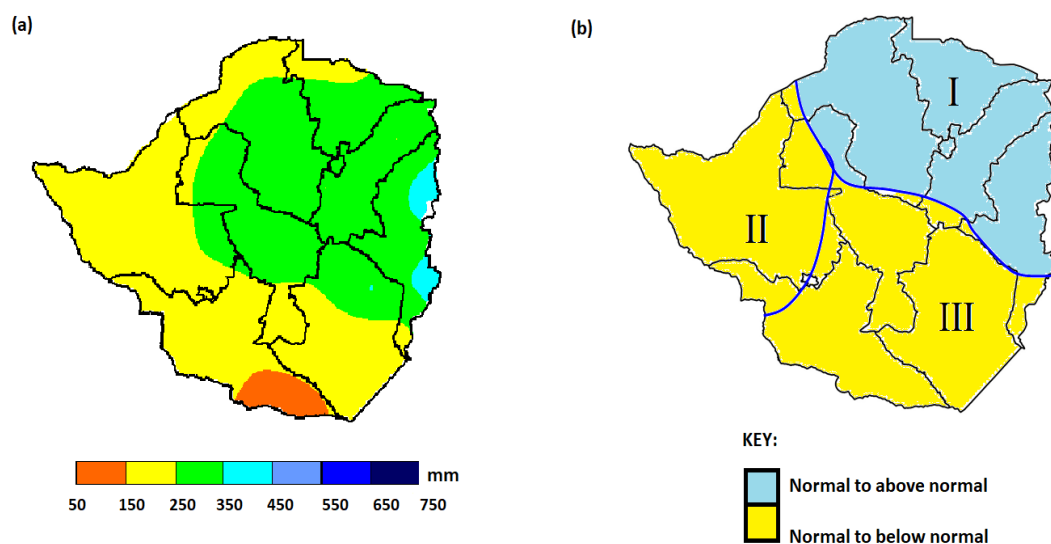 (a)
(b)
I
II
III
mm
50 150 250 350 450 550 650 750
KEY:
Normal to above normal
Normal to below normal